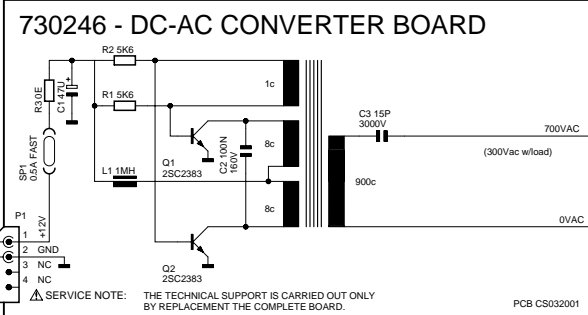 730246 - DC-AC CONVERTER BOARD
R2 5K6
R3 0E
C1 47U
+
R1 5K6
1c
C3 15P
3000V
700VAC
(300Vac w/load)
SP1
0.5A FAST
Q1
2SC2383
C2 100N
160V
8c
L1 1MH
900c
8c
P1
+12V
0VAC
1
2 GND
3 NC
4 NC
Q2
2SC2383
SERVICE NOTE: THE TECHNICAL SUPPORT IS CARRIED OUT ONLY
BY REPLACEMENT THE COMPLETE BOARD.
PCB CS032001